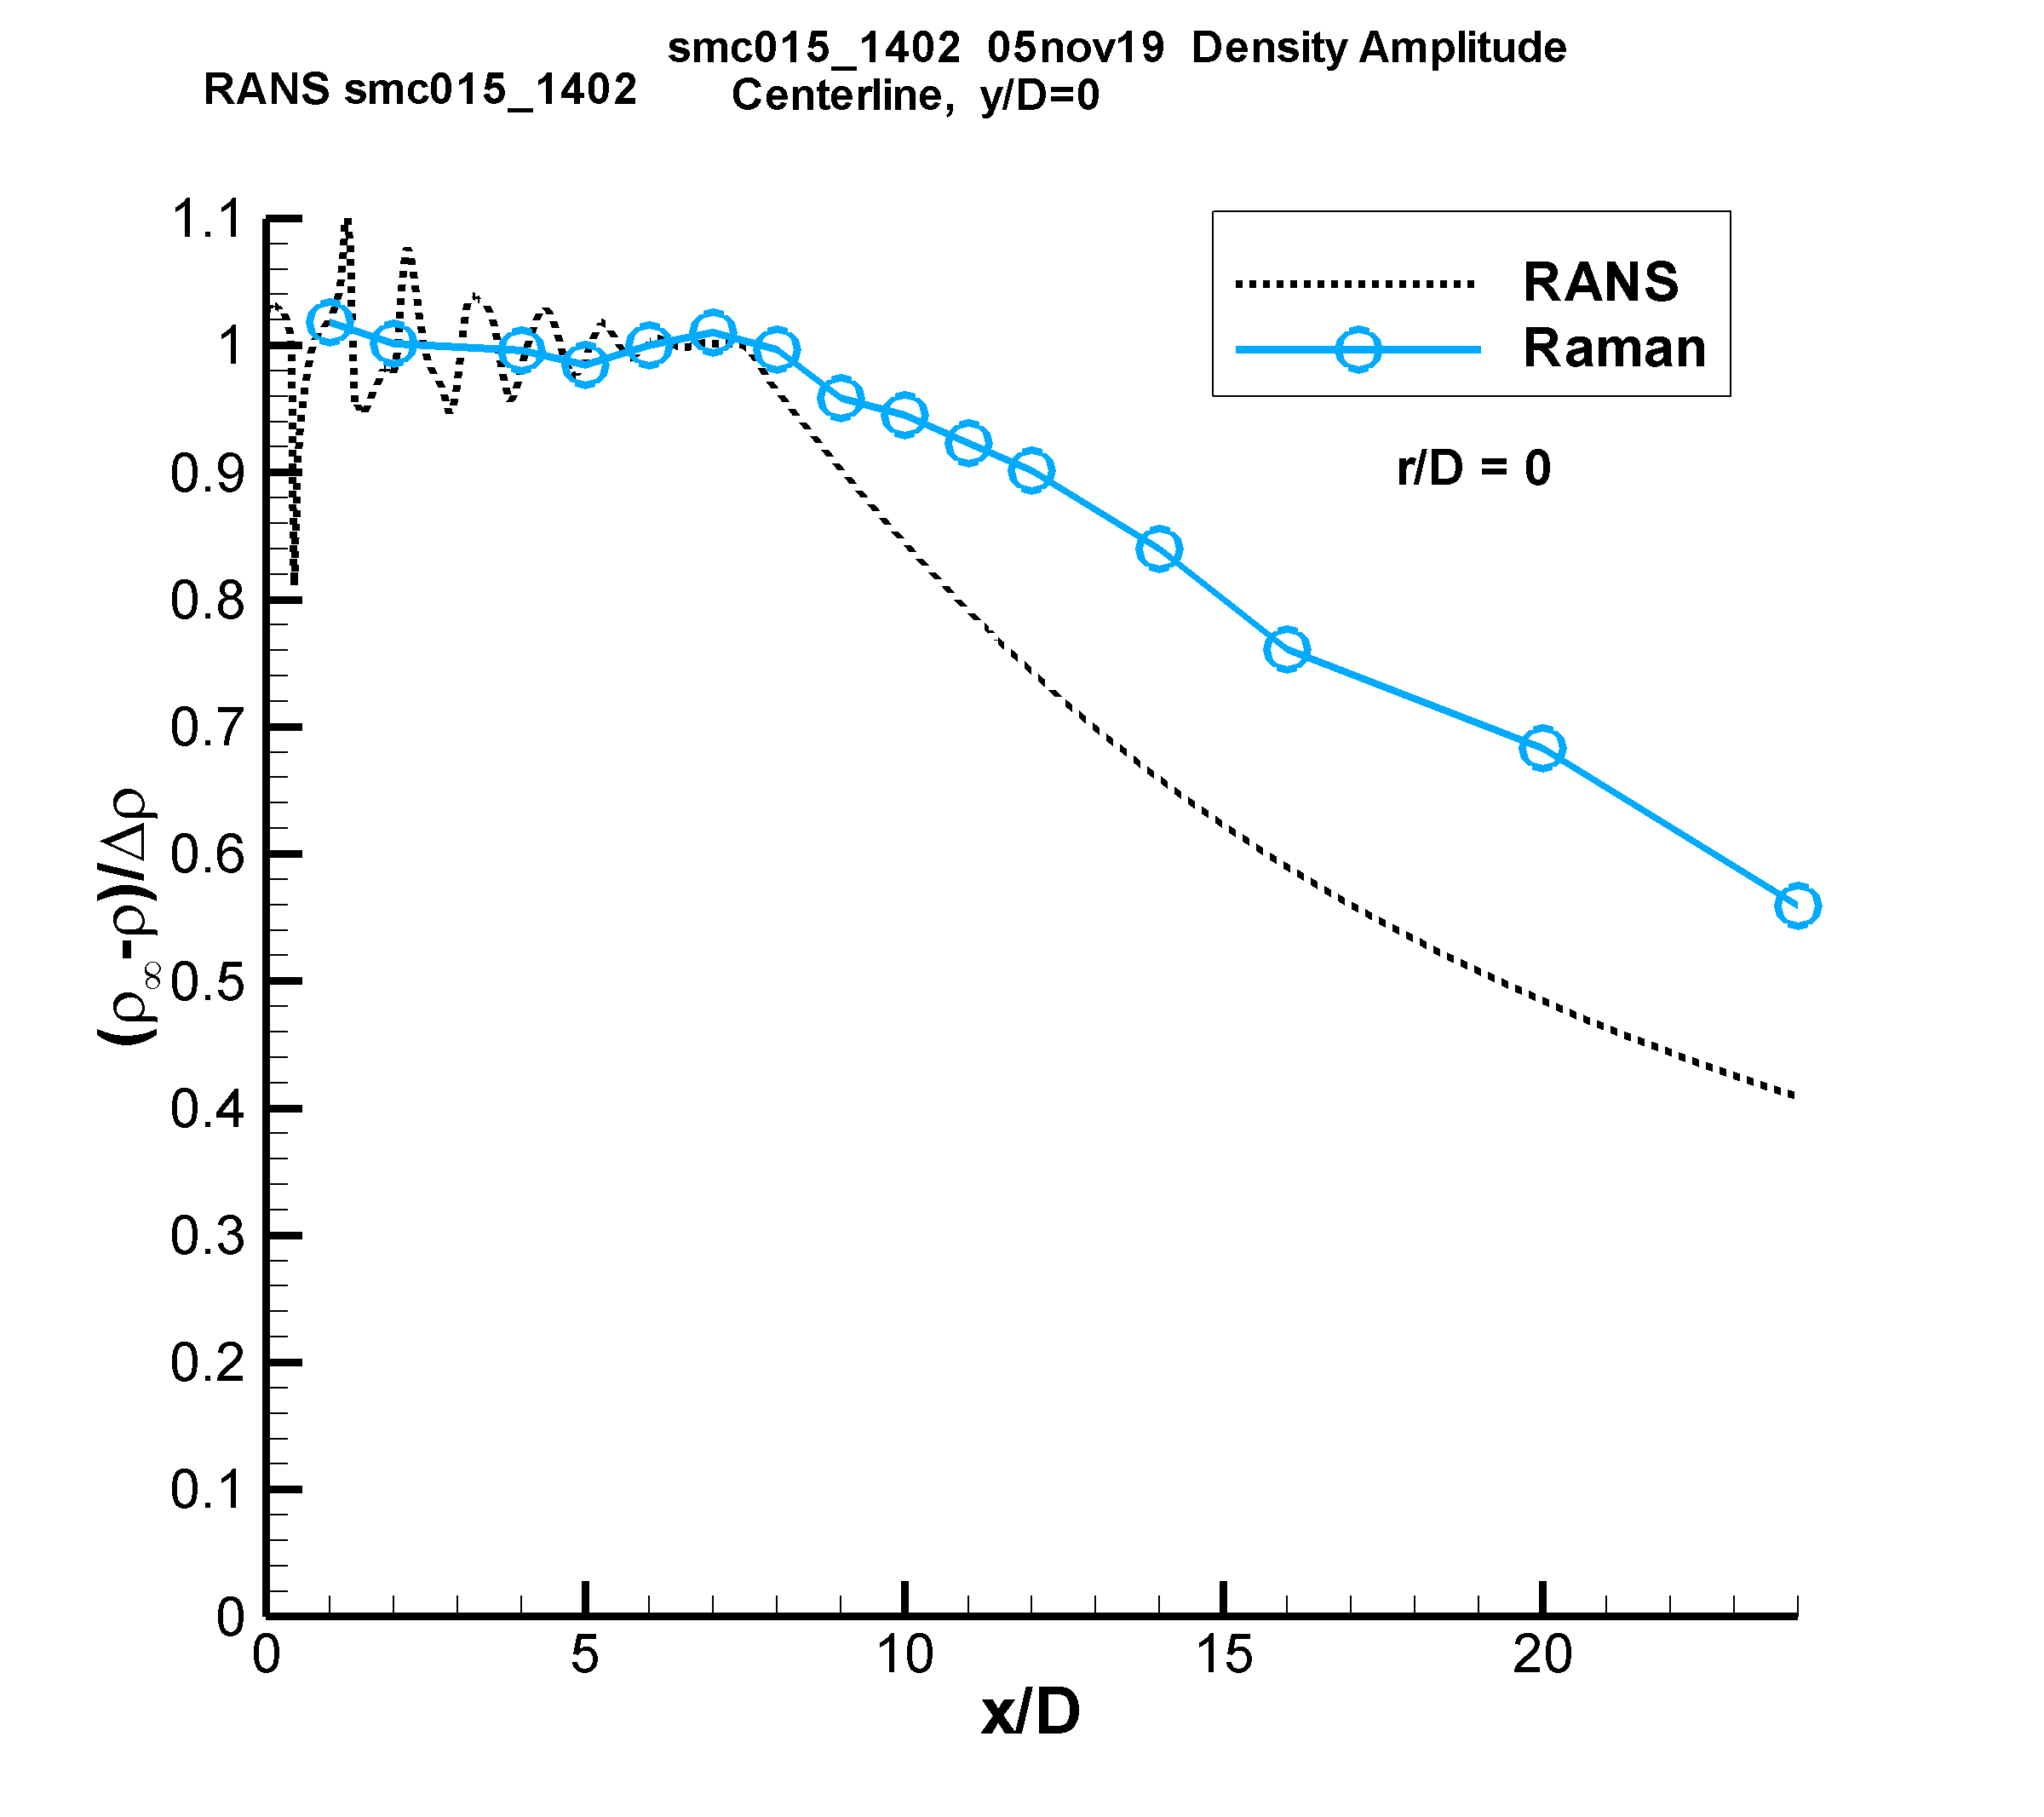 smc015_1402 05nov19 Density Amplitude
RANS smc015_1402 Centerline, y/D=0
1.1
1
0.9
0.8
0.7
0.6
0.5
0.4
0.3
0.2
0.1
0
(ρ∞-ρ)/Δρ
RANS
Raman
r/D = 0
0 5 10 15 20
x/D